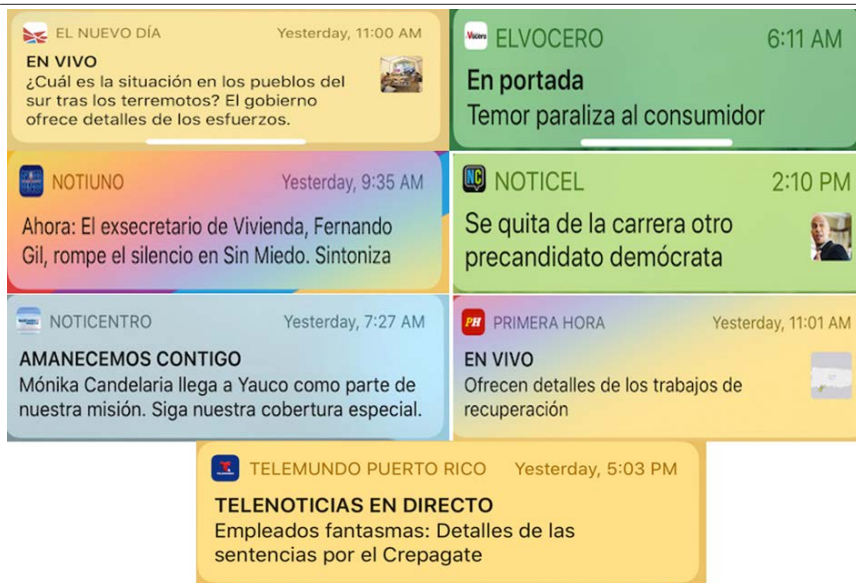 EL NUEVO DÍA Yesterday, 11:00 AM
EN VIVO
¿Cuál es la situación en los pueblos del
sur tras los terremotos? El gobierno
ofrece detalles de los esfuerzos.
Vocero ELVOCERO 6:11 AM
En portada
Temor paraliza al consumidor
NOTIUNO Yesterday, 9:35 AM
Ahora: El exsecretario de Vivienda, Fernando
Gil, rompe el silencio en Sin Miedo. Sintoniza
NC NOTICEL 2:10 PM
Se quita de la carrera otro
precandidato demócrata
NOTICENTRO Yesterday, 7:27 AM
AMANECEMOS CONTIGO
Mónika Candelaria llega a Yauco como parte de
nuestra misión. Siga nuestra cobertura especial.
PH PRIMERA HORA Yesterday, 11:01 AM
EN VIVO
Ofrecen detalles de los trabajos de
recuperación
TELEMUNDO PUERTO RICO Yesterday, 5:03 PM
TELENOTICIAS EN DIRECTO
Empleados fantasmas: Detalles de las
sentencias por el Crepagate